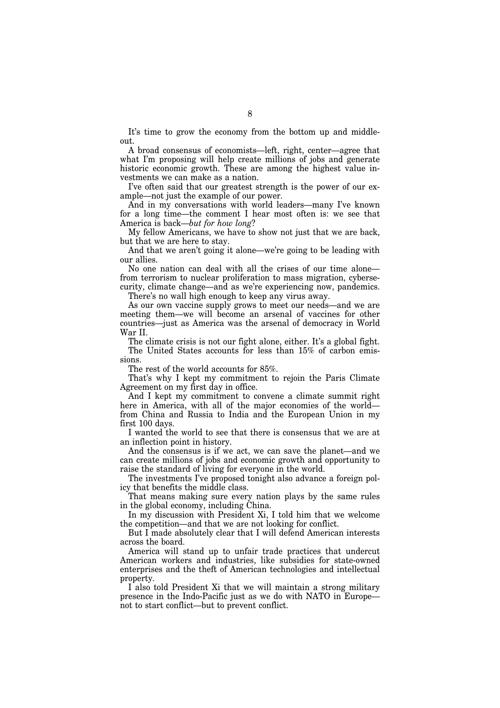 8
It's time to grow the economy from the bottom up and middle-
out.
A broad consensus of economists—left, right, center—agree that
what I'm proposing will help create millions of jobs and generate
historic economic growth. These are among the highest value in-
vestments we can make as a nation.
I've often said that our greatest strength is the power of our ex-
ample—not just the example of our power.
And in my conversations with world leaders—many I've known
for a long time—the comment I hear most often is: we see that
America is back—but for how long?
My fellow Americans, we have to show not just that we are back,
but that we are here to stay.
And that we aren't going it alone—we're going to be leading with
our allies.
No one nation can deal with all the crises of our time alone—
from terrorism to nuclear proliferation to mass migration, cyberse-
curity, climate change—and as we're experiencing now, pandemics.
There's no wall high enough to keep any virus away.
As our own vaccine supply grows to meet our needs—and we are
meeting them—we will become an arsenal of vaccines for other
countries—just as America was the arsenal of democracy in World
War II.
The climate crisis is not our fight alone, either. It's a global fight.
The United States accounts for less than 15% of carbon emis-
sions.
The rest of the world accounts for 85%.
That's why I kept my commitment to rejoin the Paris Climate
Agreement on my first day in office.
And I kept my commitment to convene a climate summit right
here in America, with all of the major economies of the world—
from China and Russia to India and the European Union in my
first 100 days.
I wanted the world to see that there is consensus that we are at
an inflection point in history.
And the consensus is if we act, we can save the planet—and we
can create millions of jobs and economic growth and opportunity to
raise the standard of living for everyone in the world.
The investments I've proposed tonight also advance a foreign pol-
icy that benefits the middle class.
That means making sure every nation plays by the same rules
in the global economy, including China.
In my discussion with President Xi, I told him that we welcome
the competition—and that we are not looking for conflict.
But I made absolutely clear that I will defend American interests
across the board.
America will stand up to unfair trade practices that undercut
American workers and industries, like subsidies for state-owned
enterprises and the theft of American technologies and intellectual
property.
I also told President Xi that we will maintain a strong military
presence in the Indo-Pacific just as we do with NATO in Europe—
not to start conflict—but to prevent conflict.